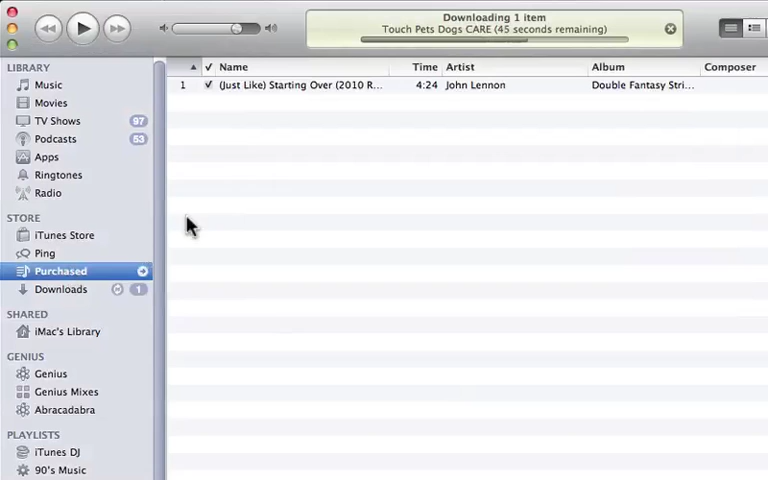 Downloading 1 item
Touch Pets Dogs CARE (45 seconds remaining)
LIBRARY
Music
Movies
TV Shows 97
Podcasts 53
Apps
Ringtones
Radio
STORE
iTunes Store
Ping
Purchased
Downloads 1
SHARED
iMac's Library
GENIUS
Genius
Genius Mixes
Abracadabra
PLAYLISTS
iTunes DJ
90's Music
Name Time Artist Album Composer
1 (Just Like) Starting Over (2010 R... 4:24 John Lennon Double Fantasy Stri...